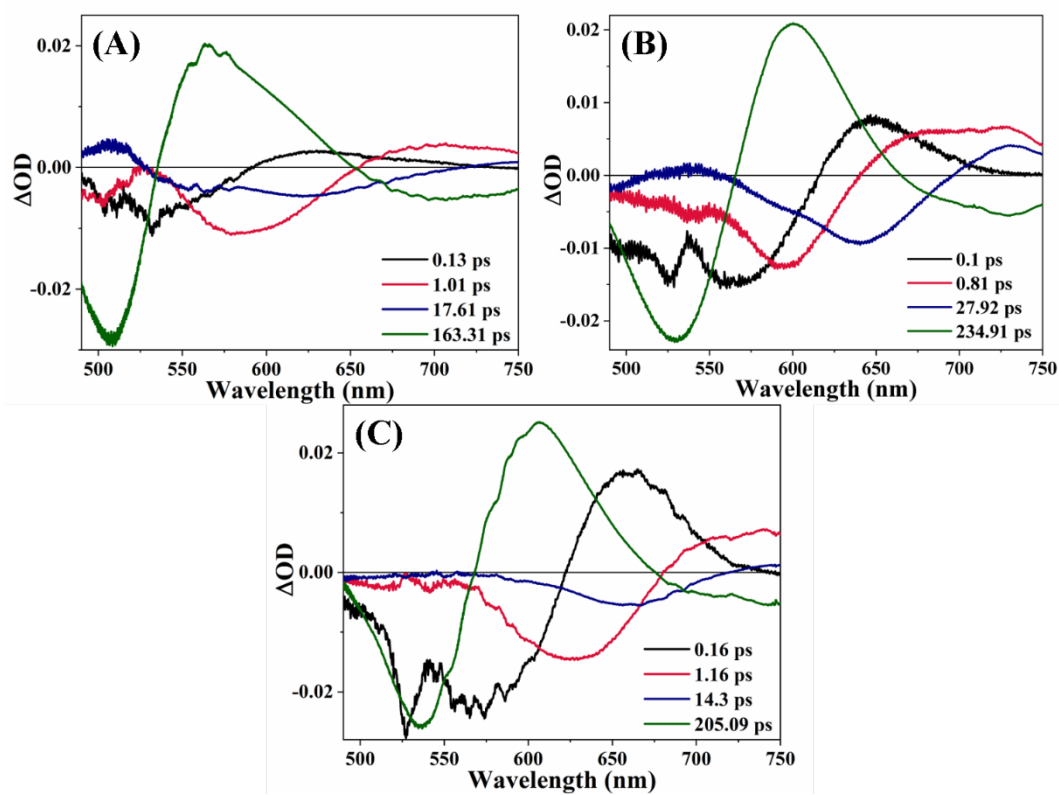 (A)
0.02
0.00
-0.02
ΔOD
0.13 ps
1.01 ps
17.61 ps
163.31 ps
500 550 600 650 700 750
Wavelength (nm)
(B)
0.02
0.01
0.00
-0.01
-0.02
ΔOD
0.1 ps
0.81 ps
27.92 ps
234.91 ps
500 550 600 650 700 750
Wavelength (nm)
(C)
0.02
0.00
-0.02
ΔOD
0.16 ps
1.16 ps
14.3 ps
205.09 ps
500 550 600 650 700 750
Wavelength (nm)